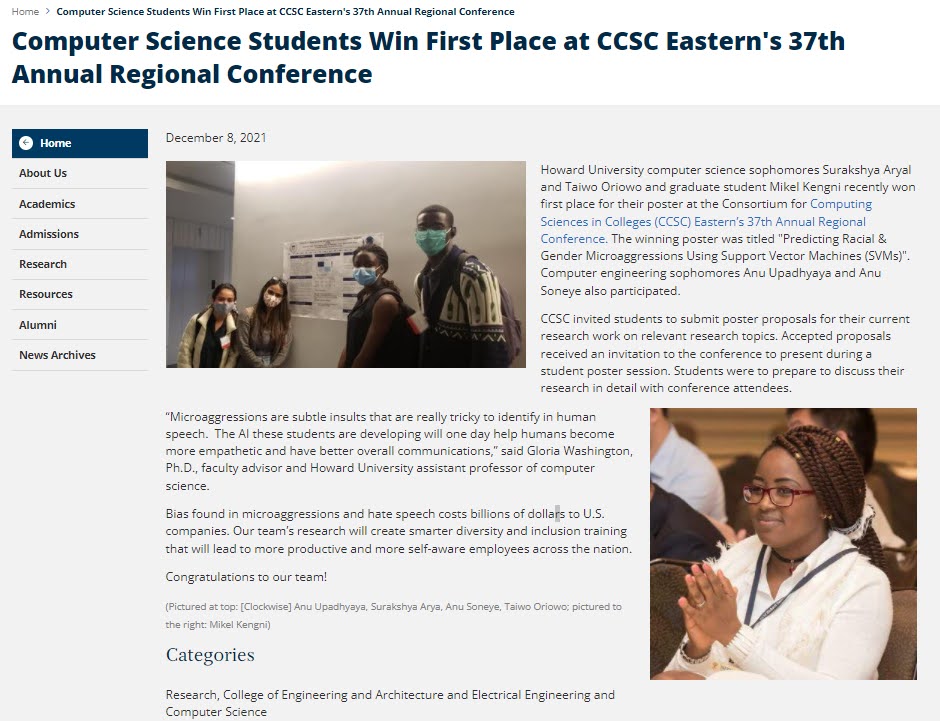 Home > Computer Science Students Win First Place at CCSC Eastern's 37th Annual Regional Conference
Computer Science Students Win First Place at CCSC Eastern's 37th
Annual Regional Conference
Home
About Us
Academics
Admissions
Research
Resources
Alumni
News Archives
December 8, 2021
Howard University computer science sophomores Surakshya Aryal
and Taiwo Oriowo and graduate student Mikel Kengni recently won
first place for their poster at the Consortium for Computing
Sciences in Colleges (CCSC) Eastern's 37th Annual Regional
Conference. The winning poster was titled "Predicting Racial &
Gender Microaggressions Using Support Vector Machines (SVMs)".
Computer engineering sophomores Anu Upadhyaya and Anu
Soneye also participated.
CCSC invited students to submit poster proposals for their current
research work on relevant research topics. Accepted proposals
received an invitation to the conference to present during a
student poster session. Students were to prepare to discuss their
research in detail with conference attendees.
“Microaggressions are subtle insults that are really tricky to identify in human
speech.  The AI these students are developing will one day help humans become
more empathetic and have better overall communications,” said Gloria Washington,
Ph.D., faculty advisor and Howard University assistant professor of computer
science.
Bias found in microaggressions and hate speech costs billions of dollars to U.S.
companies. Our team's research will create smarter diversity and inclusion training
that will lead to more productive and more self-aware employees across the nation.
Congratulations to our team!
(Pictured at top: [Clockwise] Anu Upadhyaya, Surakshya Arya, Anu Soneye, Taiwo Oriowo; pictured to
the right: Mikel Kengni)
Categories
Research, College of Engineering and Architecture and Electrical Engineering and
Computer Science